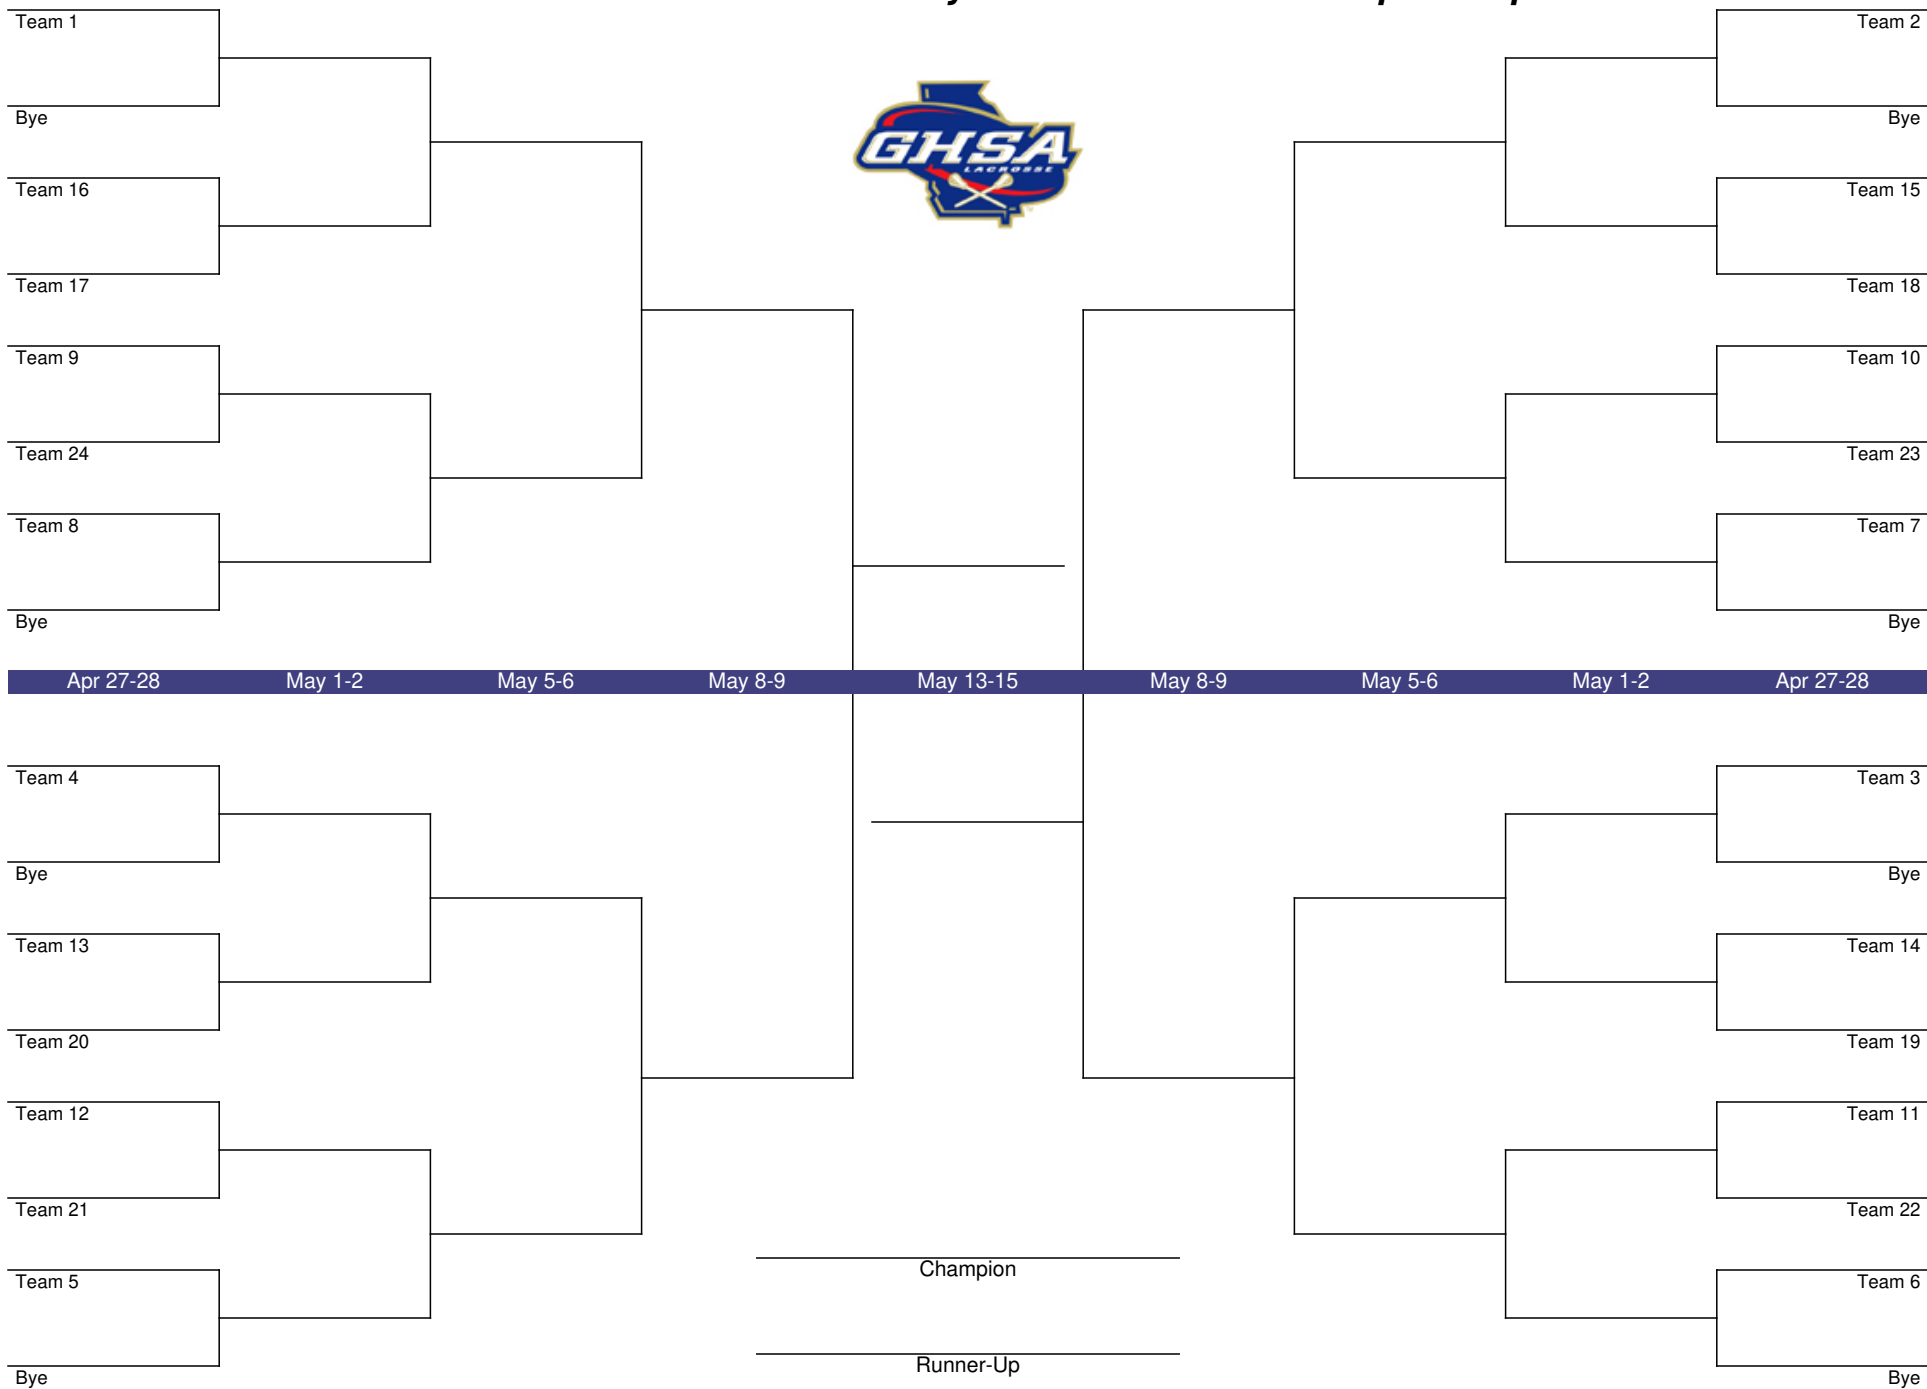 Team 1
Team 2
Bye
Bye
GHSA
LACROSSE
Team 16
Team 15
Team 17
Team 18
Team 9
Team 10
Team 24
Team 23
Team 8
Team 7
Bye
Bye
Apr 27-28 May 1-2 May 5-6 May 8-9 May 13-15 May 8-9 May 5-6 May 1-2 Apr 27-28
Team 4
Team 3
Bye
Bye
Team 13
Team 14
Team 20
Team 19
Team 12
Team 11
Team 21
Team 22
Champion
Team 5
Team 6
Runner-Up
Bye
Bye